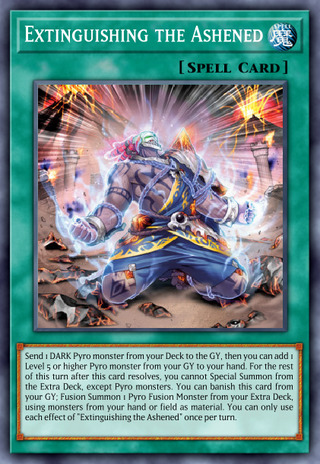 Extinguishing the Ashened
[Spell Card]
Send 1 DARK Pyro monster from your Deck to the GY, then you can add 1
Level 5 or higher Pyro monster from your GY to your hand. For the rest
of this turn after this card resolves, you cannot Special Summon from
the Extra Deck, except Pyro monsters. You can banish this card from
your GY; Fusion Summon 1 Pyro Fusion Monster from your Extra Deck,
using monsters from your hand or field as material. You can only use
each effect of "Extinguishing the Ashened" once per turn.